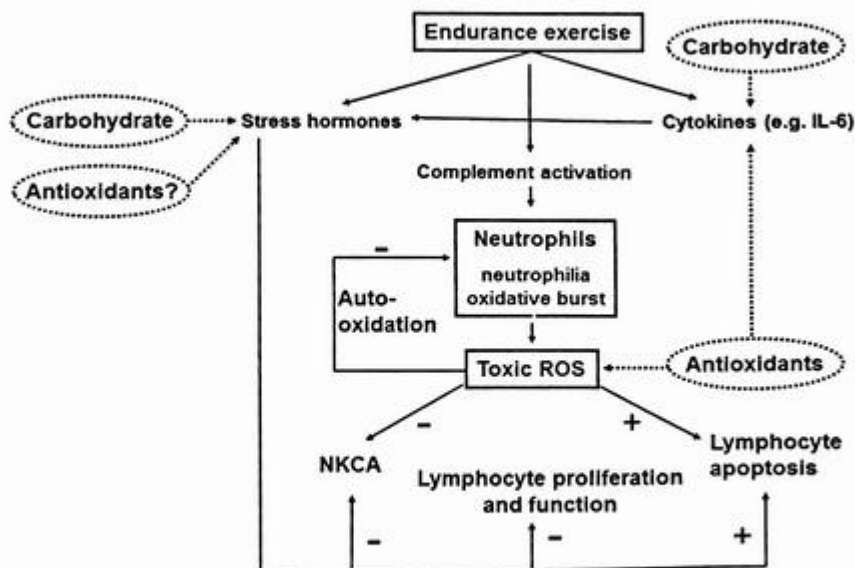 Endurance exercise
Carbohydrate
Carbohydrate
Stress hormones
Cytokines (e.g. IL-6)
Antioxidants?
Complement activation
Neutrophils
neutrophilia
oxidative burst
–
Auto-
oxidation
Toxic ROS
Antioxidants
–
+
NKCA
Lymphocyte proliferation
and function
Lymphocyte
apoptosis
–
–
+